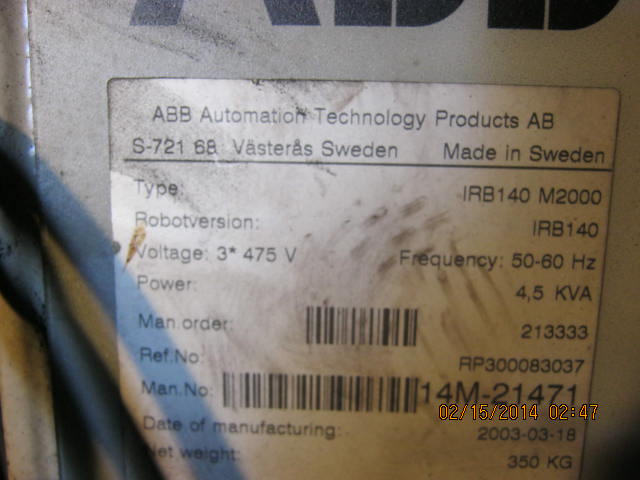 ABB
ABB Automation Technology Products AB
S-721 68 Västerås Sweden Made in Sweden
Type: IRB140 M2000
Robotversion: IRB140
Voltage: 3* 475 V Frequency: 50-60 Hz
Power: 4,5 KVA
Man.order: 213333
Ref.No: RP300083037
Man.No: 14M-21471
02/15/2014 02:47
Date of manufacturing: 2003-03-18
Net weight: 350 KG